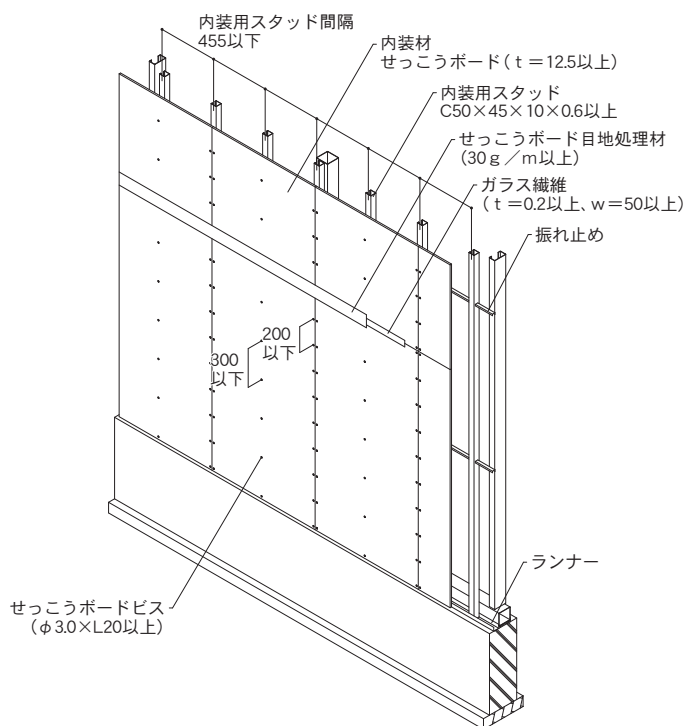 内装用スタッド間隔
455以下
内装材
せっこうボード(t＝12.5以上)
内装用スタッド
C50×45×10×0.6以上
せっこうボード目地処理材
(30g／m以上)
ガラス繊維
(t＝0.2以上、w＝50以上)
振れ止め
200
以下
300
以下
ランナー
せっこうボードビス
(φ3.0×L20以上)